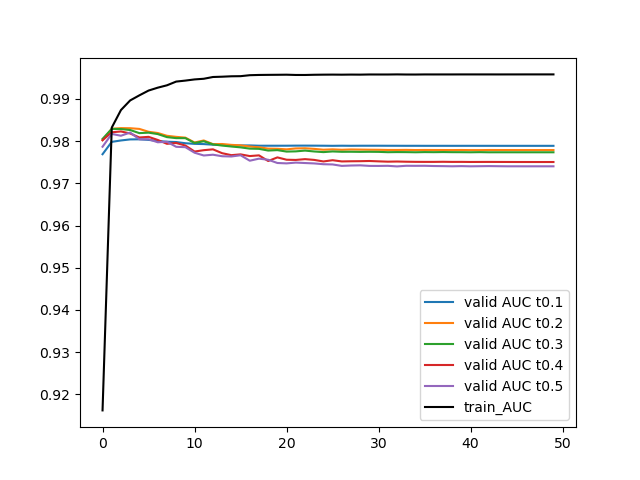 0.99
0.98
0.97
0.96
0.95
0.94
0.93
0.92
0 10 20 30 40 50
valid AUC t0.1
valid AUC t0.2
valid AUC t0.3
valid AUC t0.4
valid AUC t0.5
train_AUC